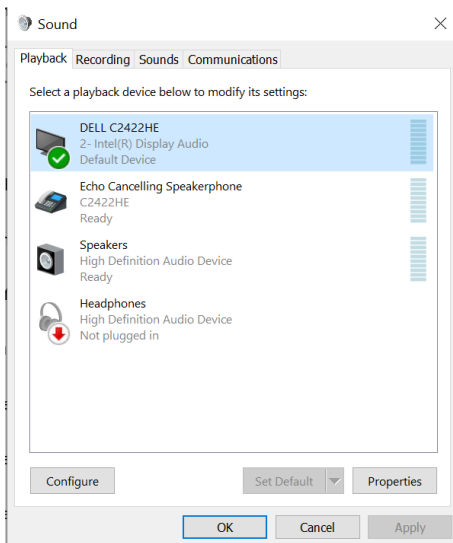 Sound
Playback Recording Sounds Communications
Select a playback device below to modify its settings:
DELL C2422HE
2- Intel(R) Display Audio
Default Device
Echo Cancelling Speakerphone
C2422HE
Ready
Speakers
High Definition Audio Device
Ready
Headphones
High Definition Audio Device
Not plugged in
Configure Set Default Properties
OK Cancel Apply